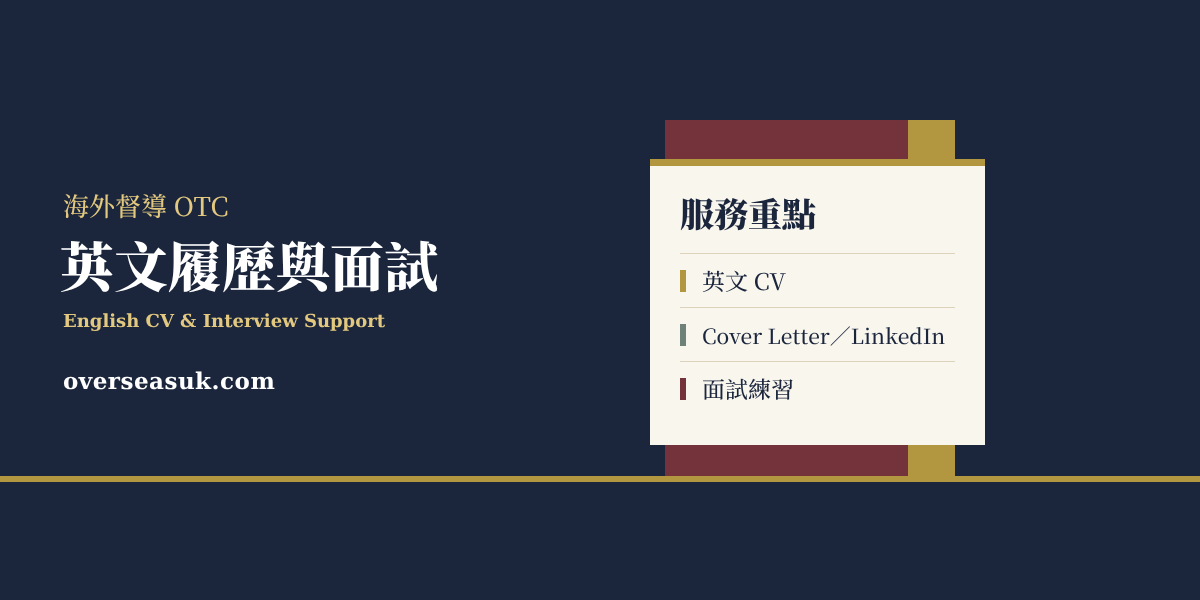 海外督導 OTC
英文履歷與面試
English CV & Interview Support
overseasuk.com
服務重點
英文 CV
Cover Letter／LinkedIn
面試練習